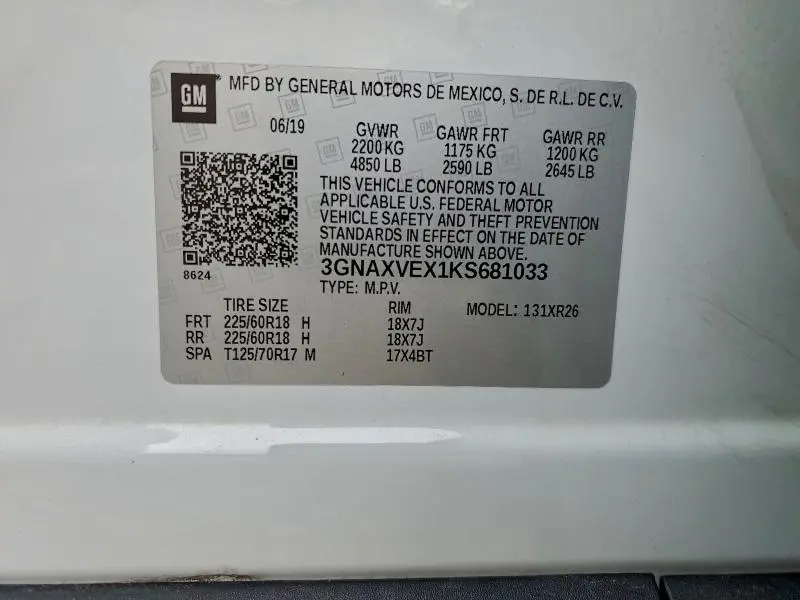 GM MFD BY GENERAL MOTORS DE MEXICO, S. DE R.L. DE C.V.
06/19 GVWR GAWR FRT GAWR RR
2200 KG 1175 KG 1200 KG
4850 LB 2590 LB 2645 LB
THIS VEHICLE CONFORMS TO ALL
APPLICABLE U.S. FEDERAL MOTOR
VEHICLE SAFETY AND THEFT PREVENTION
STANDARDS IN EFFECT ON THE DATE OF
MANUFACTURE SHOWN ABOVE.
8624 3GNAXVEX1KS681033
TYPE: M.P.V.
TIRE SIZE RIM MODEL: 131XR26
FRT 225/60R18 H 18X7J
RR 225/60R18 H 18X7J
SPA T125/70R17 M 17X4BT